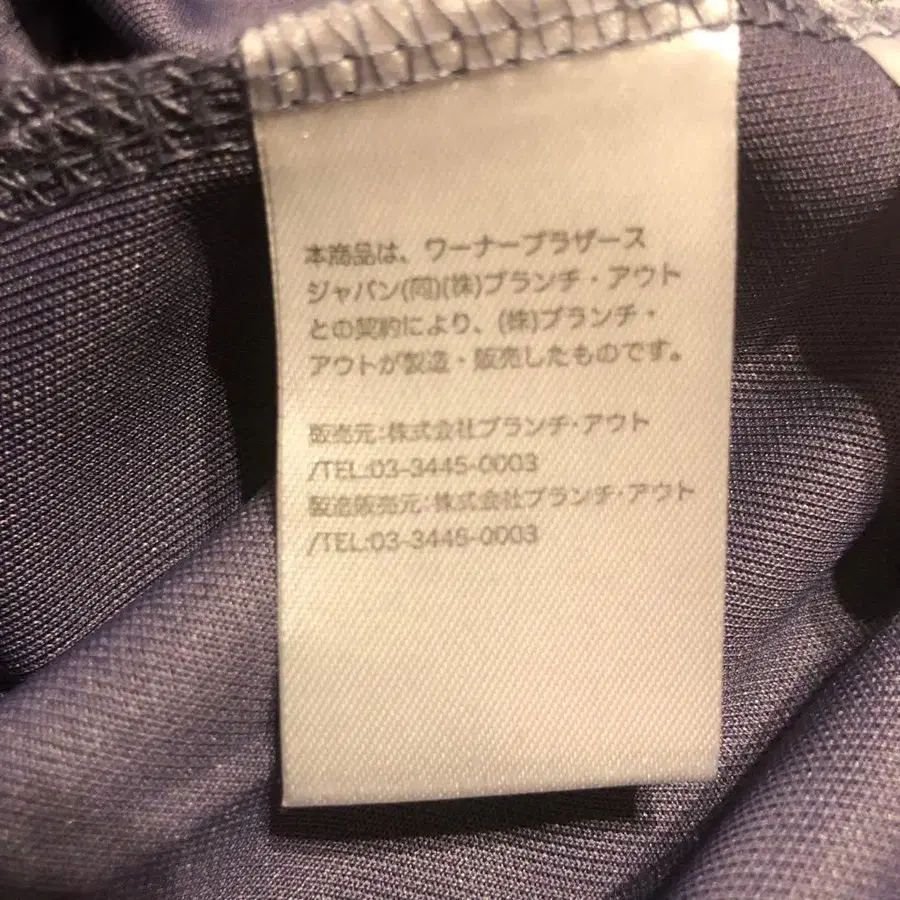 本商品は、ワーナーブラザース
ジャパン(同)(株)ブランチ・アウト
との契約により、(株)ブランチ・
アウトが製造・販売したものです。
販売元:株式会社ブランチ・アウト
/TEL:03-3445-0003
製造販売元:株式会社ブランチ・アウト
/TEL:03-3445-0003